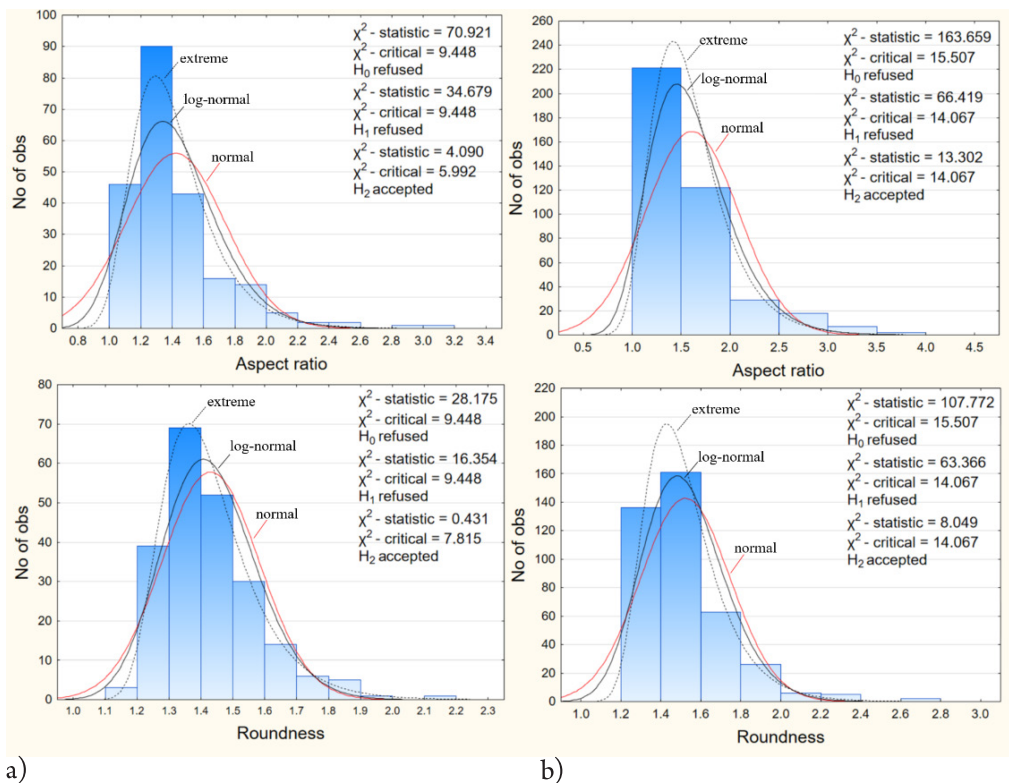 No of obs
100
90
80
70
60
50
40
30
20
10
0
0.8 1.0 1.2 1.4 1.6 1.8 2.0 2.2 2.4 2.6 2.8 3.0 3.2 3.4
Aspect ratio
extreme
log-normal
normal
χ² - statistic = 70.921
χ² - critical = 9.448
H₀ refused
χ² - statistic = 34.679
χ² - critical = 9.448
H₁ refused
χ² - statistic = 4.090
χ² - critical = 5.992
H₂ accepted
No of obs
260
240
220
200
180
160
240
120
100
80
60
40
20
0
0.5 1.0 1.5 2.0 2.5 3.0 3.5 4.0 4.5
Aspect ratio
extreme
log-normal
normal
χ² - statistic = 163.659
χ² - critical = 15.507
H₀ refused
χ² - statistic = 66.419
χ² - critical = 14.067
H₁ refused
χ² - statistic = 13.302
χ² - critical = 14.067
H₂ accepted
No of obs
80
70
60
50
40
30
20
10
0
1.0 1.1 1.2 1.3 1.4 1.5 1.6 1.7 1.8 1.9 2.0 2.1 2.2 2.3
Roundness
extreme
log-normal
normal
χ² - statistic = 28.175
χ² - critical = 9.448
H₀ refused
χ² - statistic = 16.354
χ² - critical = 9.448
H₁ refused
χ² - statistic = 0.431
χ² - critical = 7.815
H₂ accepted
No of obs
220
200
180
160
140
120
100
80
60
40
20
0
1.0 1.2 1.4 1.6 1.8 2.0 2.2 2.4 2.6 2.8 3.0
Roundness
extreme
log-normal
normal
χ² - statistic = 107.772
χ² - critical = 15.507
H₀ refused
χ² - statistic = 63.366
χ² - critical = 14.067
H₁ refused
χ² - statistic = 8.049
χ² - critical = 14.067
H₂ accepted
a)
b)